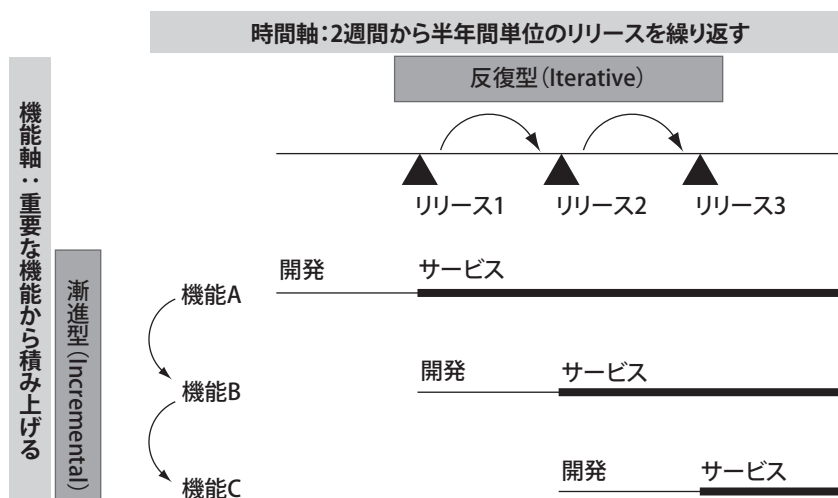 時間軸：2週間から半年間単位のリリースを繰り返す
反復型（Iterative）
リリース1
リリース2
リリース3
機能軸：重要な機能から積み上げる
漸進型（Incremental）
開発
サービス
機能A
開発
サービス
機能B
開発
サービス
機能C